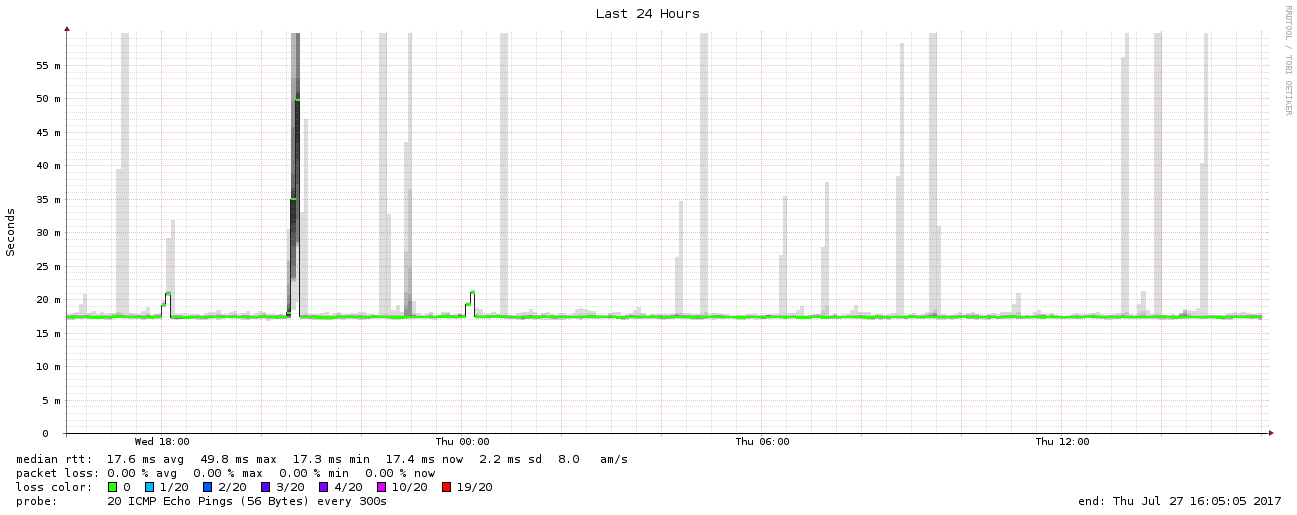 Last 24 Hours
RRDTOOL / TOBI OETIKER
Seconds
55 m
50 m
45 m
40 m
35 m
30 m
25 m
20 m
15 m
10 m
5 m
0
Wed 18:00 Thu 00:00 Thu 06:00 Thu 12:00
median rtt: 17.6 ms avg 49.8 ms max 17.3 ms min 17.4 ms now 2.2 ms sd 8.0 am/s
packet loss: 0.00 % avg 0.00 % max 0.00 % min 0.00 % now
loss color: 0 1/20 2/20 3/20 4/20 10/20 19/20
probe: 20 ICMP Echo Pings (56 Bytes) every 300s end: Thu Jul 27 16:05:05 2017